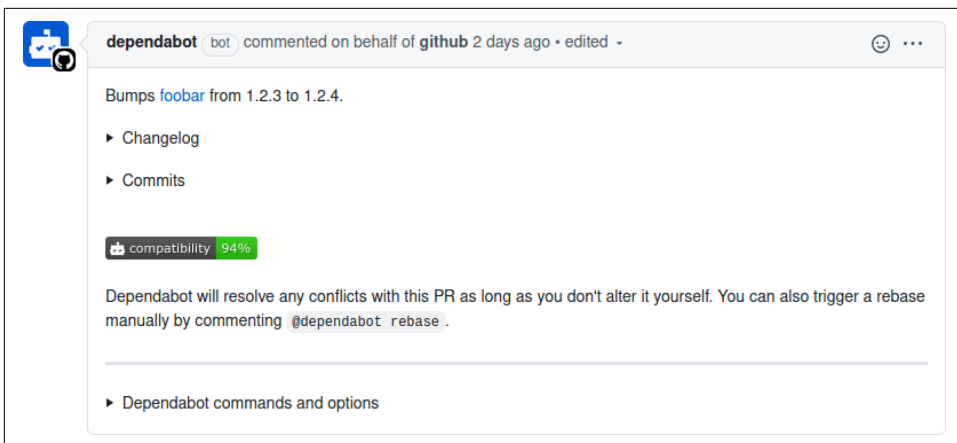 dependabot bot commented on behalf of github 2 days ago • edited
Bumps foobar from 1.2.3 to 1.2.4.
Changelog
Commits
compatibility 94%
Dependabot will resolve any conflicts with this PR as long as you don't alter it yourself. You can also trigger a rebase
manually by commenting @dependabot rebase.
Dependabot commands and options